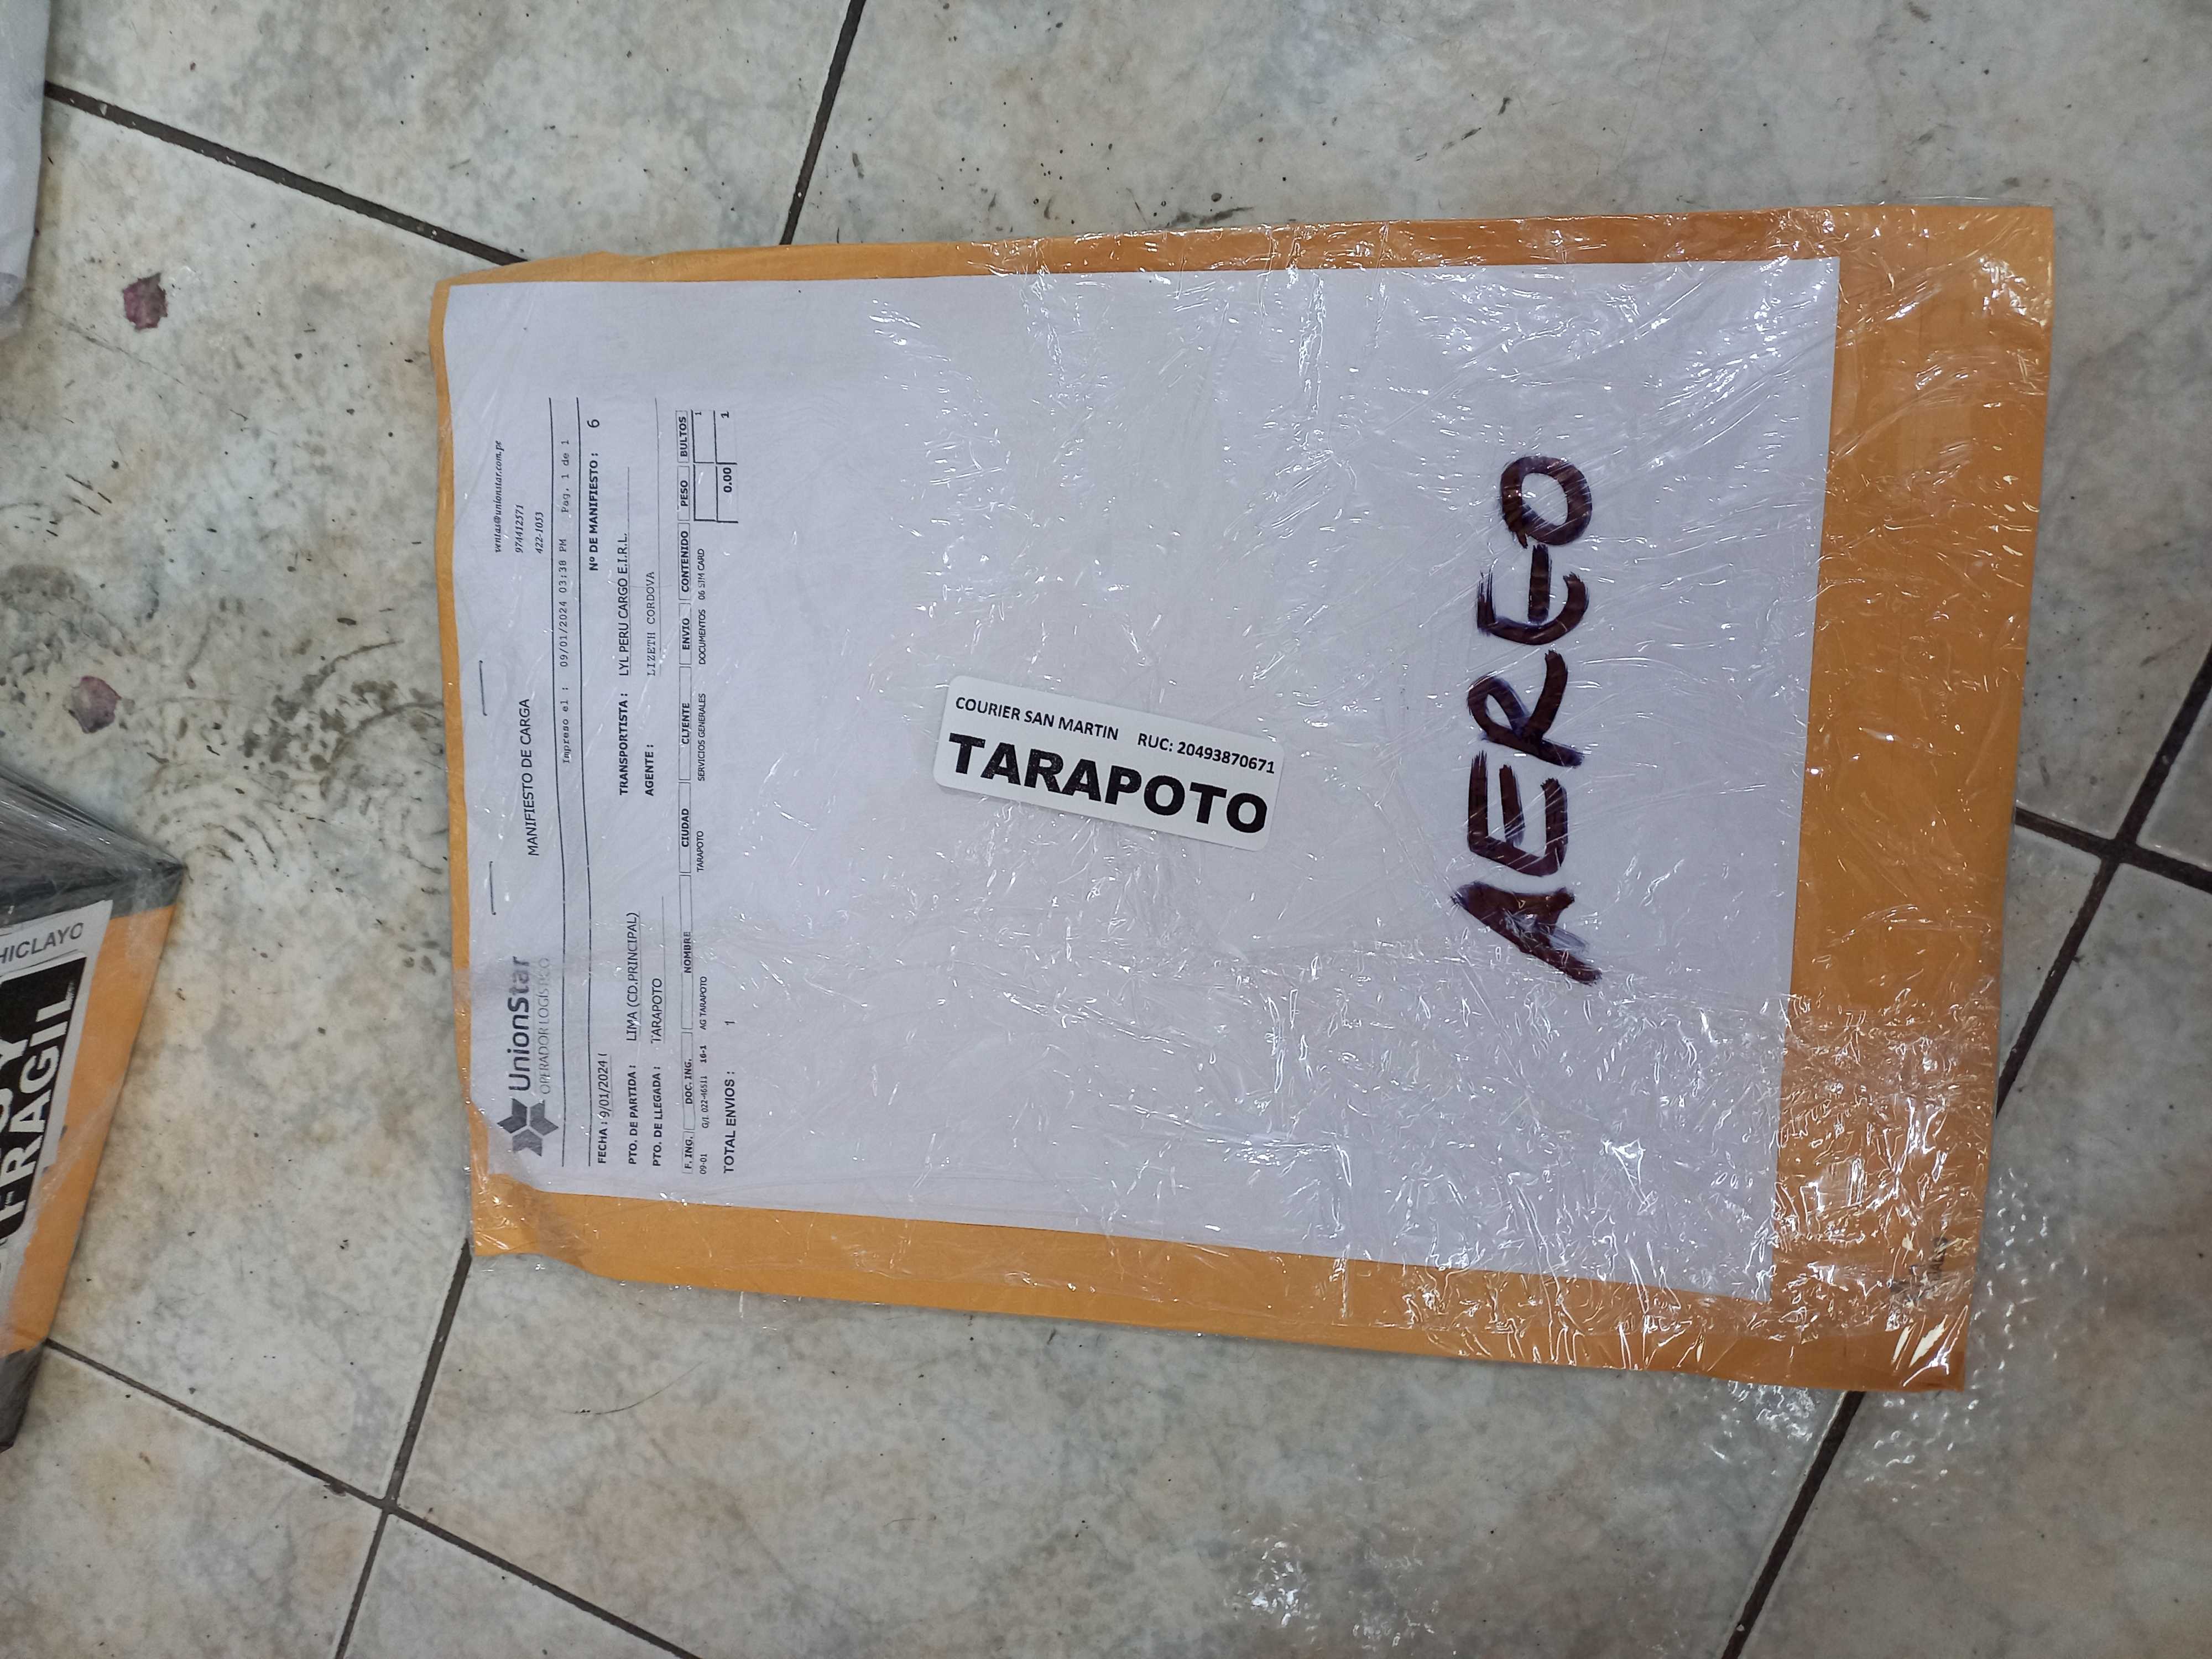 UnionStar
OPERADOR LOGÍSTICO
MANIFIESTO DE CARGA
ventas@unionstar.com.pe
974412571
422-1053
Impreso el : 09/01/2024 03:38 PM Pag. 1 de 1
FECHA : 9/01/2024 (
Nº DE MANIFIESTO : 6
PTO. DE PARTIDA : LIMA (CD.PRINCIPAL) TRANSPORTISTA : LYL PERU CARGO E.I.R.L.
PTO. DE LLEGADA : TARAPOTO AGENTE : LIZETH CORDOVA
F. ING. DOC. ING. NOMBRE CIUDAD CLIENTE ENVIO CONTENIDO PESO BULTOS
09-01 G/I. 022-46511 16-1 AG TARAPOTO TARAPOTO SERVICIOS GENERALES DOCUMENTOS 06 SIM CARD 1
TOTAL ENVIOS : 1 0.00 1
COURIER SAN MARTIN RUC: 20493870671
TARAPOTO
AEREO
HICLAYO
FRAGIL